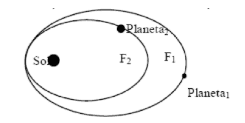 Planeta₂
Sol F₂ F₁
Planeta₁